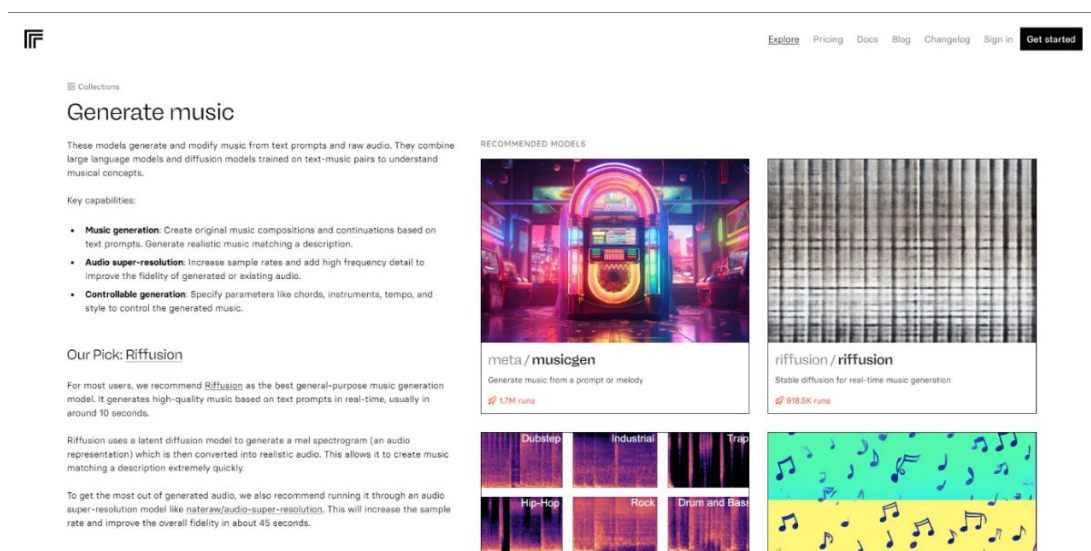 Explore Pricing Docs Blog Changelog Sign in Get started
Collections
Generate music
These models generate and modify music from text prompts and raw audio. They combine
large language models and diffusion models trained on text-music pairs to understand
musical concepts.
Key capabilities:
• Music generation: Create original music compositions and continuations based on
text prompts. Generate realistic music matching a description.
• Audio super-resolution: Increase sample rates and add high frequency detail to
improve the fidelity of generated or existing audio.
• Controllable generation: Specify parameters like chords, instruments, tempo, and
style to control the generated music.
Our Pick: Riffusion
For most users, we recommend Riffusion as the best general-purpose music generation
model. It generates high-quality music based on text prompts in real-time, usually in
around 10 seconds.
Riffusion uses a latent diffusion model to generate a mel spectrogram (an audio
representation) which is then converted into realistic audio. This allows it to create music
matching a description extremely quickly.
To get the most out of generated audio, we also recommend running it through an audio
super-resolution model like nateraw/audio-super-resolution. This will increase the sample
rate and improve the overall fidelity in about 45 seconds.
RECOMMENDED MODELS
meta / musicgen
Generate music from a prompt or melody
1.7M runs
riffusion / riffusion
Stable diffusion for real-time music generation
918.5K runs
Dubstep Industrial Trap
Hip-Hop Rock Drum and Bass